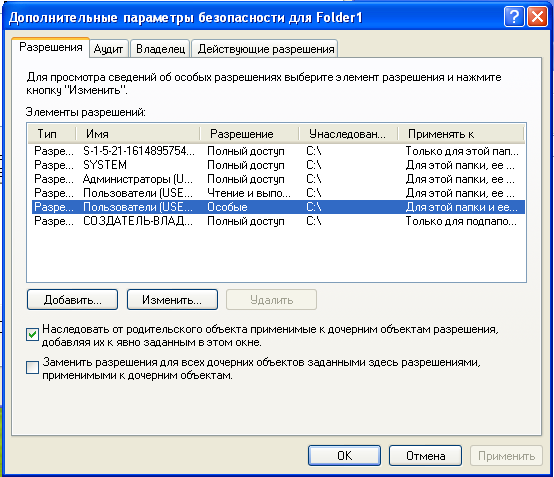 Дополнительные параметры безопасности для Folder1
Разрешения Аудит Владелец Действующие разрешения
Для просмотра сведений об особых разрешениях выберите элемент разрешения и нажмите
кнопку "Изменить".
Элементы разрешений:
Тип Имя Разрешение Унаследован... Применять к
Разре... S-1-5-21-1614895754... Полный доступ C:\ Только для этой пап...
Разре... SYSTEM Полный доступ C:\ Для этой папки, ее ...
Разре... Администраторы (U... Полный доступ C:\ Для этой папки, ее ...
Разре... Пользователи (USE... Чтение и выпо... C:\ Для этой папки, ее ...
Разре... Пользователи (USE... Особые C:\ Для этой папки и ее...
Разре... СОЗДАТЕЛЬ-ВЛАД... Полный доступ C:\ Только для подпапо...
Добавить... Изменить... Удалить
Наследовать от родительского объекта применимые к дочерним объектам разрешения,
добавляя их к явно заданным в этом окне.
Заменить разрешения для всех дочерних объектов заданными здесь разрешениями,
применимыми к дочерним объектам.
OK Отмена Применить